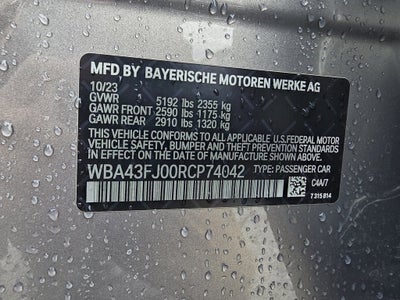 MFD BY BAYERISCHE MOTOREN WERKE AG
10/23
GVWR 5192 lbs 2355 kg
GAWR FRONT 2590 lbs 1175 kg
GAWR REAR 2910 lbs 1320 kg
THIS VEHICLE CONFORMS TO ALL APPLICABLE U.S.FEDERAL MOTOR
VEHICLE SAFETY, BUMPER AND THEFT PREVENTION STANDARDS
IN EFFECT ON THE DATE OF MANUFACTURE SHOWN ABOVE.
WBA43FJ00RCP74042 TYPE: PASSENGER CAR
C4A/7
7 315 814